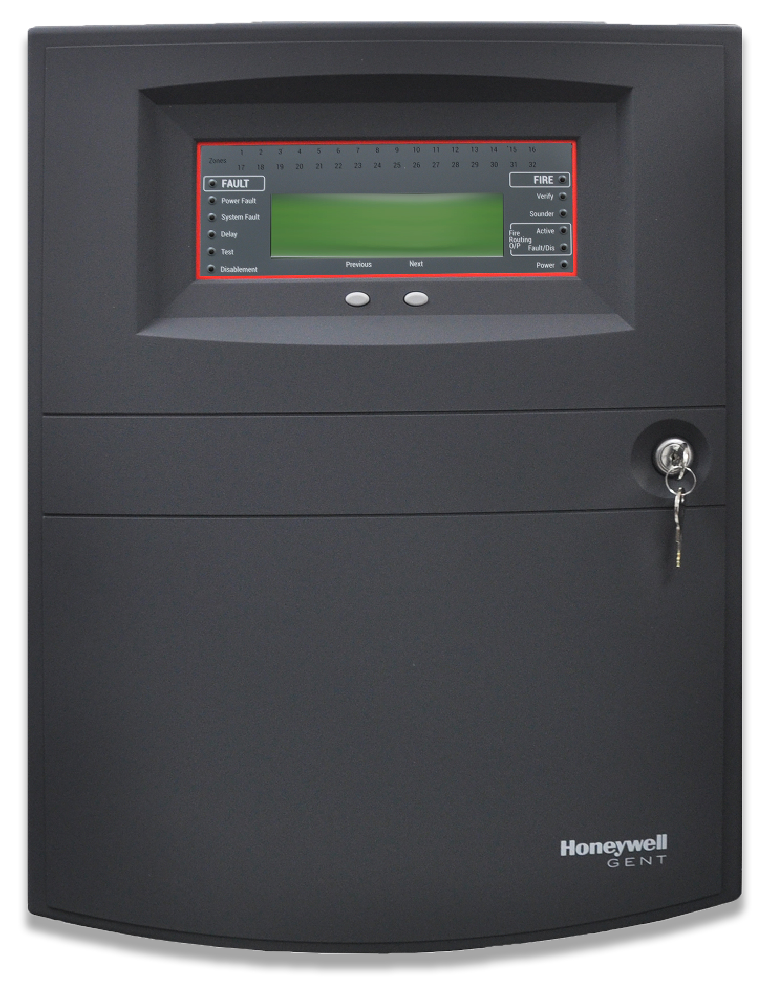 Zones 1 2 3 4 5 6 7 8 9 10 11 12 13 14 15 16
17 18 19 20 21 22 23 24 25 26 27 28 29 30 31 32
FAULT
Power Fault
System Fault
Delay
Test
Disablement
Previous Next
FIRE
Verify
Sounder
Fire
Routing
O/P
Active
Fault/Dis
Power
Honeywell
GENT